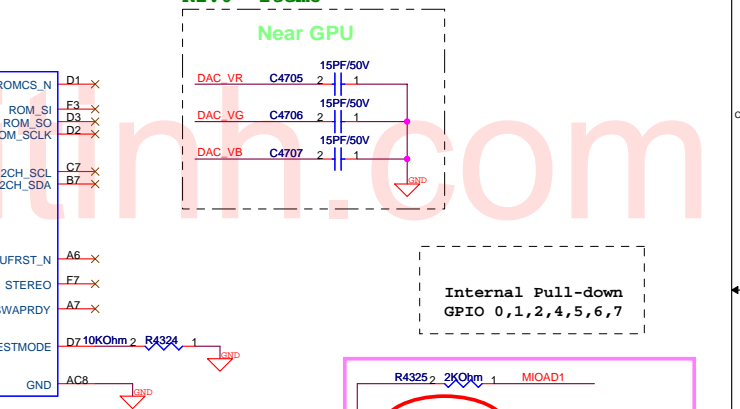 Near GPU
15PF/50V
DAC_VR C4705 2 1
15PF/50V
DAC_VG C4706 2 1
15PF/50V
DAC_VB C4707 2 1
GND
ROMCS_N D1
ROM_SI F3
ROM_SO D3
OM_SCLK D2
2CH_SCL C7
2CH_SDA B7
UFRST_N A6
STEREO F7
WAPRDY A7
ESTMODE D7 10KOhm 2 R4324 1
GND
GND AC8
GND
Internal Pull-down
GPIO 0,1,2,4,5,6,7
R4325 2 2KOhm 1 MIOAD1
tinh.com